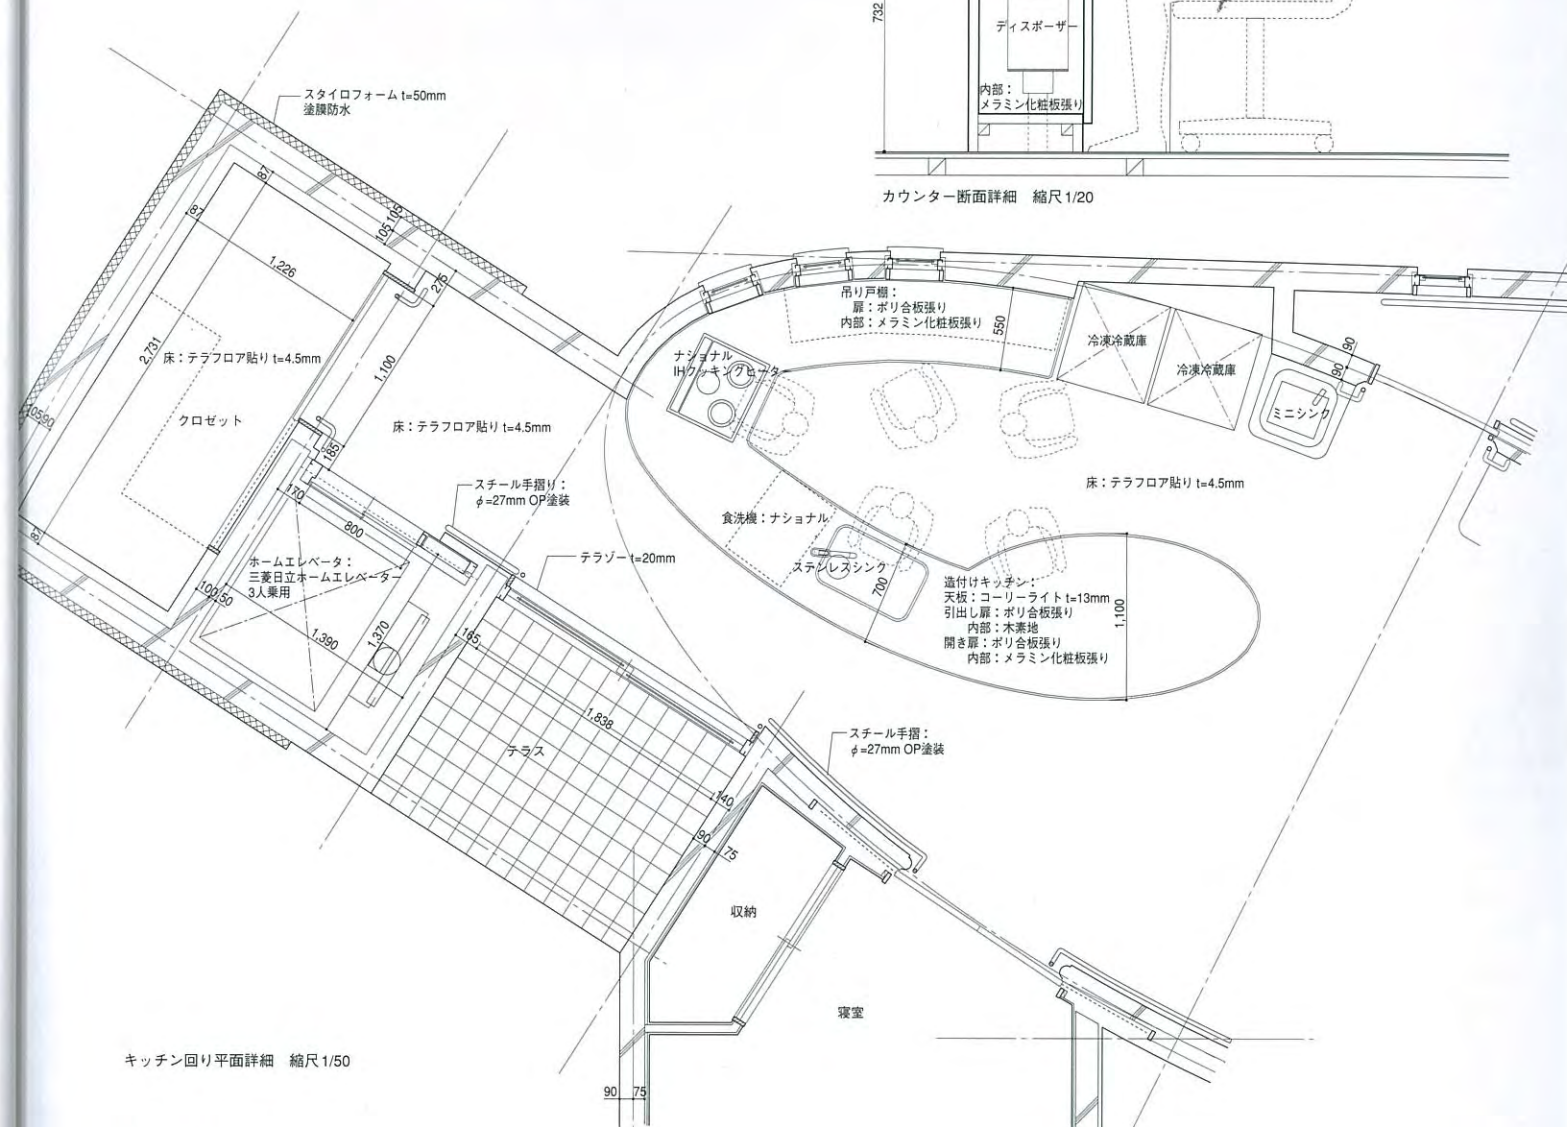 732
ディスポーザー
内部：
メラミン化粧板張り
カウンター断面詳細　縮尺1/20
スタイロフォーム t=50mm
塗膜防水
87
87
105
105
1,226
275
2,731
床：テラフロア貼り t=4.5mm
1,100
クロゼット
105
90
185
床：テラフロア貼り t=4.5mm
吊り戸棚：
扉：ポリ合板張り
内部：メラミン化粧板張り
550
ナショナル
IHクッキングヒーター
冷凍冷蔵庫
冷凍冷蔵庫
90
90
ミニシンク
床：テラフロア貼り t=4.5mm
スチール手摺り：
φ=27mm OP塗装
170
800
87
食洗機：ナショナル
テラゾー t=20mm
ステンレスシンク
700
ホームエレベータ：
三菱日立ホームエレベーター
3人乗用
100
50
1,390
1,370
165
造付けキッチン：
天板：コーリーライト t=13mm
引出し扉：ポリ合板張り
内部：木素地
開き扉：ポリ合板張り
内部：メラミン化粧板張り
1,100
1,838
テラス
スチール手摺：
φ=27mm OP塗装
140
90
75
収納
寝室
キッチン回り平面詳細　縮尺1/50
90
75